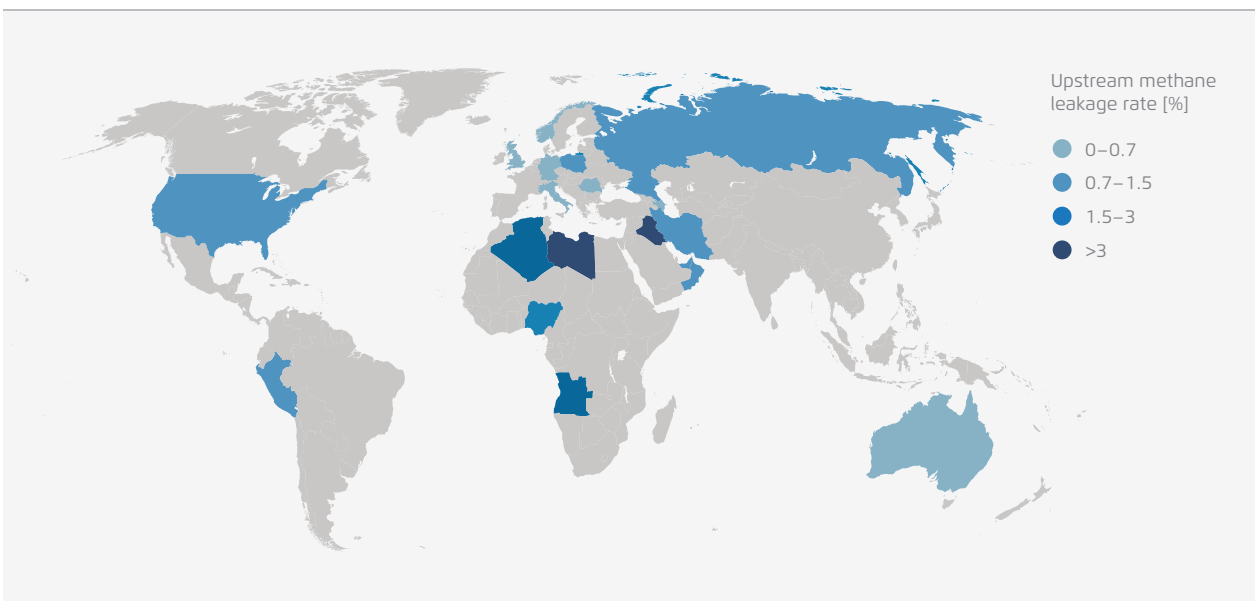 Upstream methane
leakage rate [%]
0–0.7
0.7–1.5
1.5–3
>3